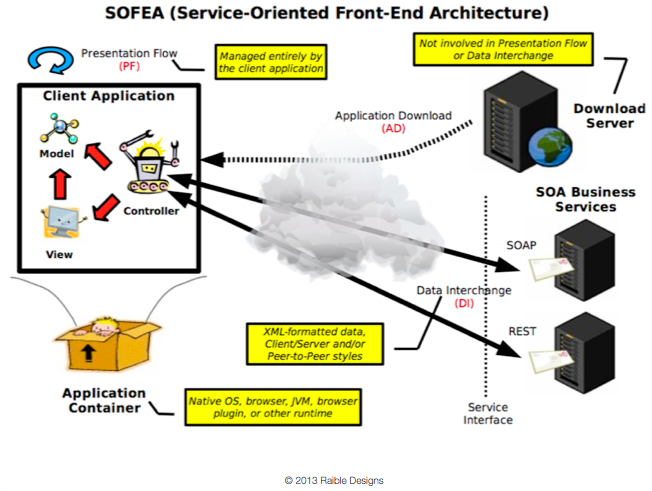 SOFEA (Service-Oriented Front-End Architecture)
Presentation Flow
(PF)
Managed entirely by
the client application
Not involved in Presentation Flow
or Data Interchange
Client Application
Model
Controller
View
Application Download
(AD)
Download
Server
SOA Business
Services
SOAP
Data Interchange
(DI)
REST
XML-formatted data,
Client/Server and/or
Peer-to-Peer styles
Application
Container
Native OS, browser, JVM, browser
plugin, or other runtime
Service
Interface
© 2013 Raible Designs